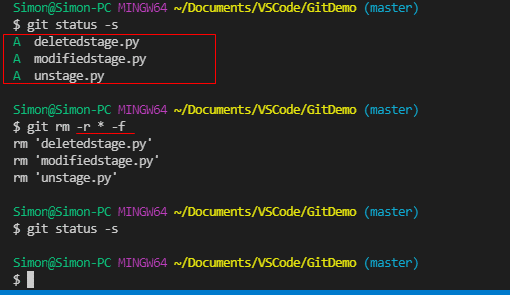 Simon@Simon-PC MINGW64 ~/Documents/VSCode/GitDemo (master)
$ git status -s
A  deletedstage.py
A  modifiedstage.py
A  unstage.py
Simon@Simon-PC MINGW64 ~/Documents/VSCode/GitDemo (master)
$ git rm -r * -f
rm 'deletedstage.py'
rm 'modifiedstage.py'
rm 'unstage.py'
Simon@Simon-PC MINGW64 ~/Documents/VSCode/GitDemo (master)
$ git status -s
Simon@Simon-PC MINGW64 ~/Documents/VSCode/GitDemo (master)
$